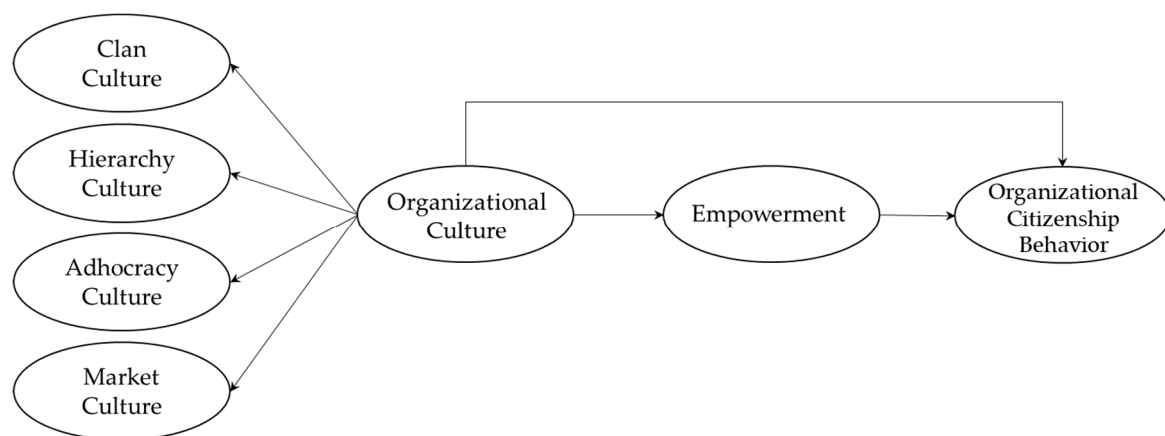 Clan
Culture
Hierarchy
Culture
Adhocracy
Culture
Market
Culture
Organizational
Culture
Empowerment
Organizational
Citizenship
Behavior